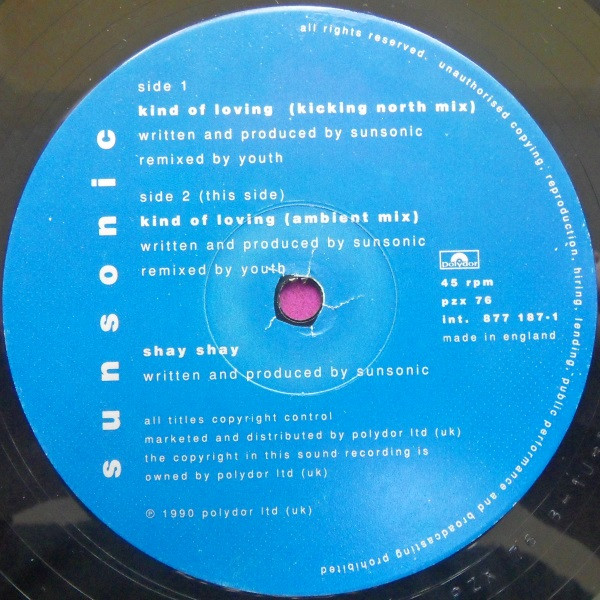 sunsonic
side 1
kind of loving (kicking north mix)
written and produced by sunsonic
remixed by youth
side 2 (this side)
kind of loving (ambient mix)
written and produced by sunsonic
remixed by youth
shay shay
written and produced by sunsonic
all titles copyright control
marketed and distributed by polydor ltd (uk)
the copyright in this sound recording is
owned by polydor ltd (uk)
℗ 1990 polydor ltd (uk)
Polydor
45 rpm
pzx 76
int. 877 187-1
made in england
all rights reserved. unauthorised copying, reproduction, hiring, lending, public performance and broadcasting prohibited
PZX 76